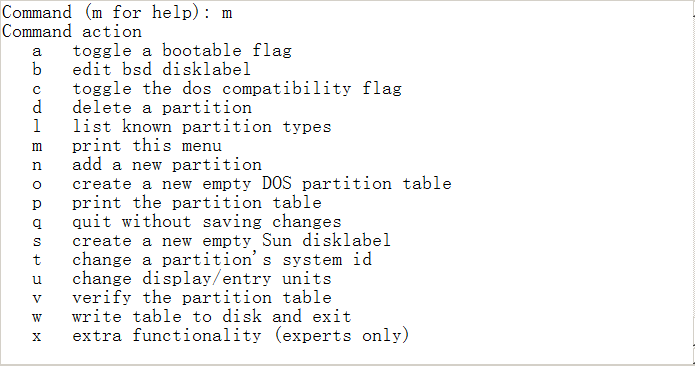 Command (m for help): m
Command action
   a   toggle a bootable flag
   b   edit bsd disklabel
   c   toggle the dos compatibility flag
   d   delete a partition
   l   list known partition types
   m   print this menu
   n   add a new partition
   o   create a new empty DOS partition table
   p   print the partition table
   q   quit without saving changes
   s   create a new empty Sun disklabel
   t   change a partition's system id
   u   change display/entry units
   v   verify the partition table
   w   write table to disk and exit
   x   extra functionality (experts only)